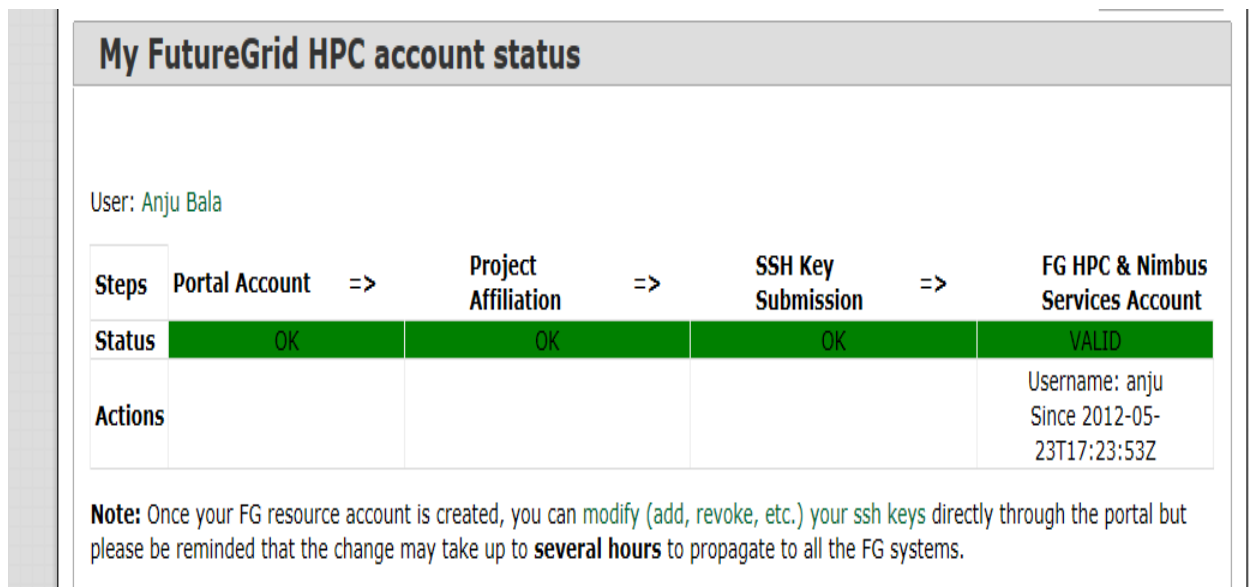 My FutureGrid HPC account status
User: Anju Bala
Steps Portal Account => Project Affiliation => SSH Key Submission => FG HPC & Nimbus Services Account
Status OK OK OK VALID
Actions Username: anju
Since 2012-05-
23T17:23:53Z
Note: Once your FG resource account is created, you can modify (add, revoke, etc.) your ssh keys directly through the portal but
please be reminded that the change may take up to several hours to propagate to all the FG systems.